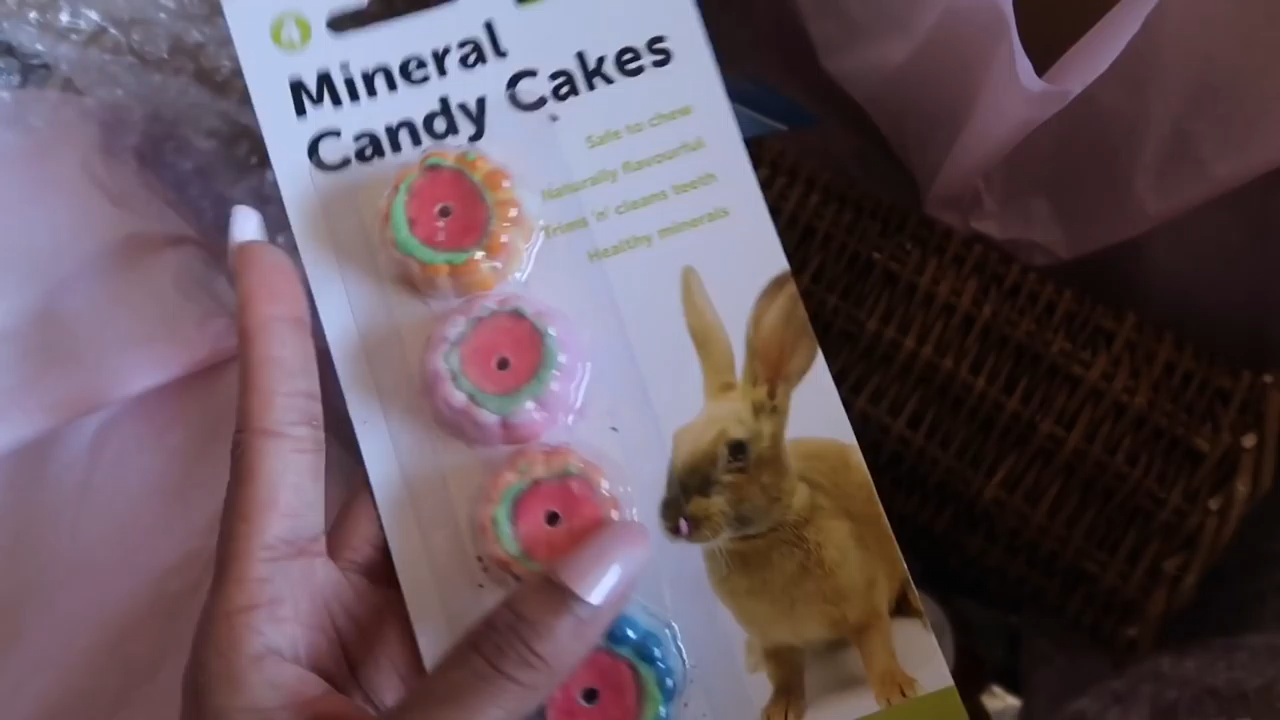 Mineral
Candy Cakes
Safe to chew
Naturally flavourful
Trims 'n' cleans teeth
Healthy minerals